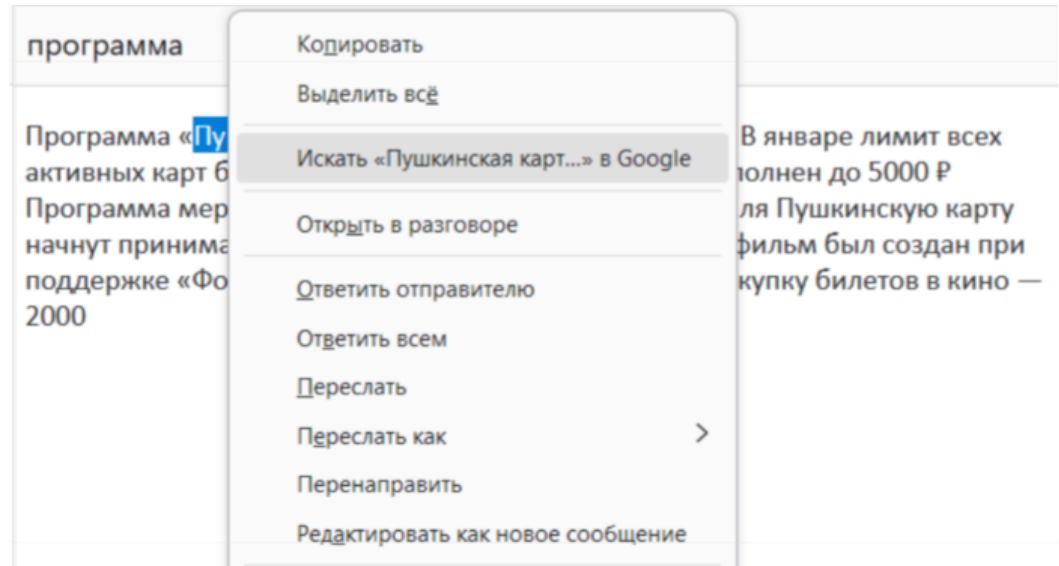 программа
Программа «Пу
В январе лимит всех
активных карт б
полнен до 5000 ₽
Программа мер
ля Пушкинскую карту
начнут принима
фильм был создан при
поддержке «Фо
купку билетов в кино —
2000
Копировать
Выделить всё
Искать «Пушкинская карт...» в Google
Открыть в разговоре
Ответить отправителю
Ответить всем
Переслать
Переслать как
Перенаправить
Редактировать как новое сообщение